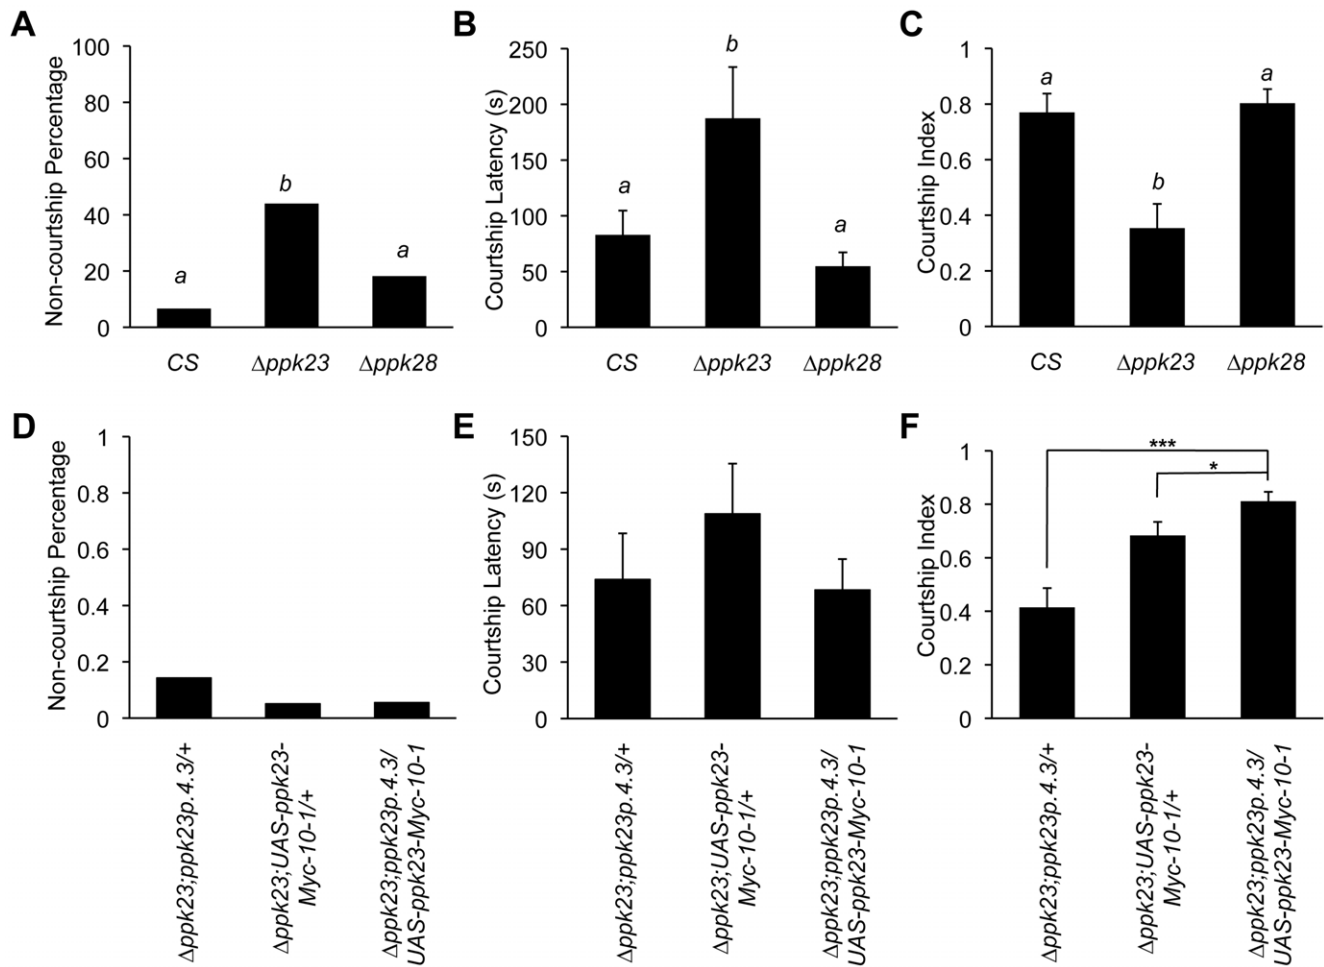 A
Non-courtship Percentage
100
80
60
40
20
0
a
b
a
CS
Δppk23
Δppk28
B
Courtship Latency (s)
250
200
150
100
50
0
a
b
a
CS
Δppk23
Δppk28
C
Courtship Index
1
0.8
0.6
0.4
0.2
0
a
b
a
CS
Δppk23
Δppk28
D
Non-courtship Percentage
1
0.8
0.6
0.4
0.2
0
Δppk23;ppk23p.4.3/+
Δppk23;UAS-ppk23-
Myc-10-1/+
Δppk23;ppk23p.4.3/
UAS-ppk23-Myc-10-1
E
Courtship Latency (s)
150
120
90
60
30
0
Δppk23;ppk23p.4.3/+
Δppk23;UAS-ppk23-
Myc-10-1/+
Δppk23;ppk23p.4.3/
UAS-ppk23-Myc-10-1
F
Courtship Index
1
0.8
0.6
0.4
0.2
0
***
*
Δppk23;ppk23p.4.3/+
Δppk23;UAS-ppk23-
Myc-10-1/+
Δppk23;ppk23p.4.3/
UAS-ppk23-Myc-10-1